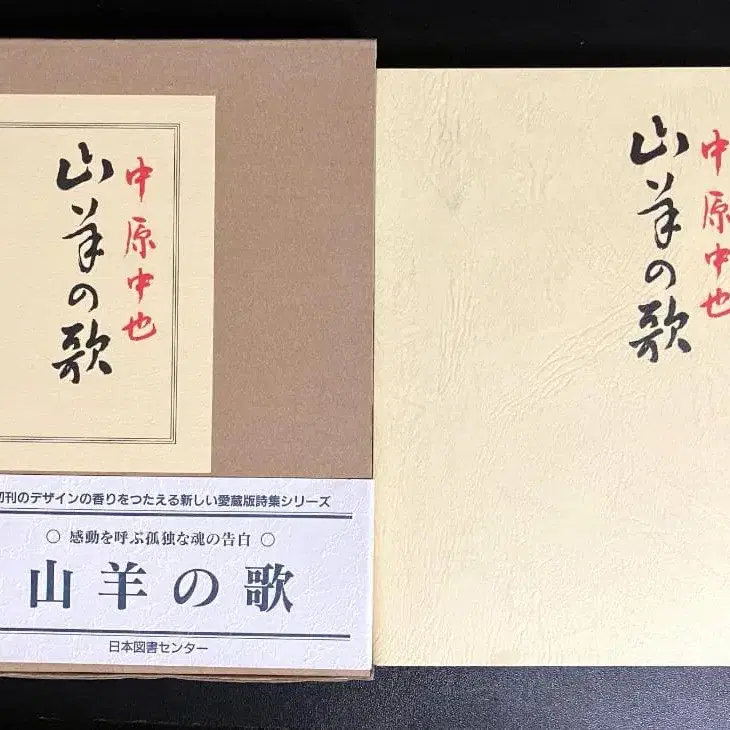 中原中也
山羊の歌
初刊のデザインの香りをつたえる新しい愛蔵版詩集シリーズ
○ 感動を呼ぶ孤独な魂の告白 ○
山羊の歌
日本図書センター
中原中也
山羊の歌